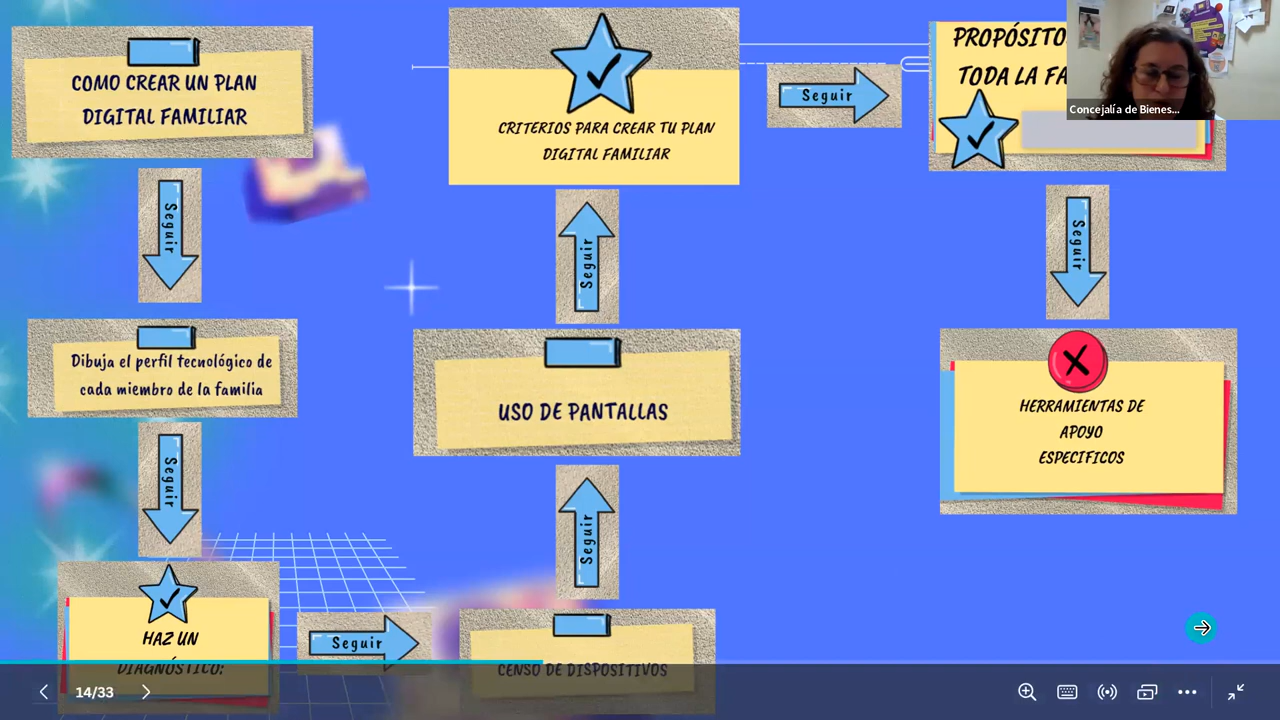 COMO CREAR UN PLAN
DIGITAL FAMILIAR
Seguir
Dibuja el perfil tecnológico de
cada miembro de la familia
Seguir
HAZ UN
DIAGNÓSTICO:
Seguir
CENSO DE DISPOSITIVOS
Seguir
USO DE PANTALLAS
Seguir
CRITERIOS PARA CREAR TU PLAN
DIGITAL FAMILIAR
Seguir
PROPÓSITO
TODA LA FA
Concejalía de Bienes...
Seguir
HERRAMIENTAS DE
APOYO
ESPECIFICOS
14/33